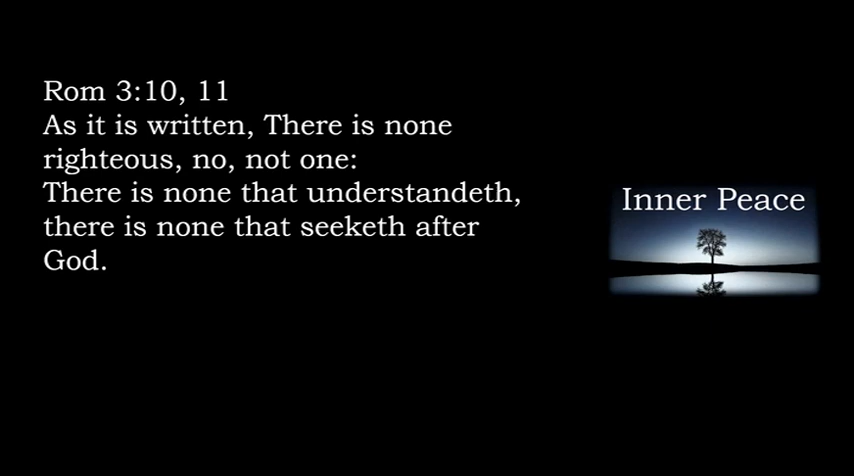 Rom 3:10, 11
As it is written, There is none
righteous, no, not one:
There is none that understandeth,
there is none that seeketh after
God.
Inner Peace